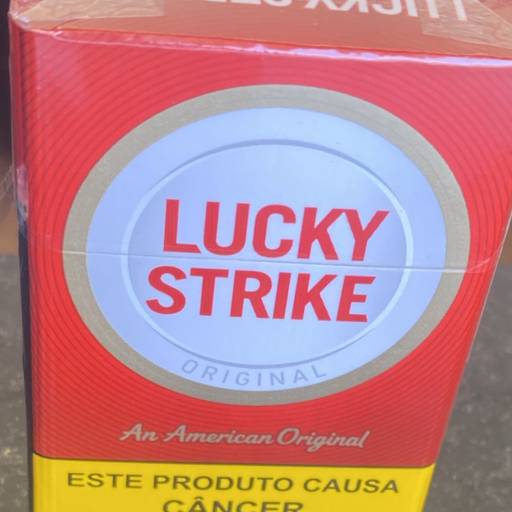 LUCKY
STRIKE
ORIGINAL
An American Original
ESTE PRODUTO CAUSA
CÂNCER